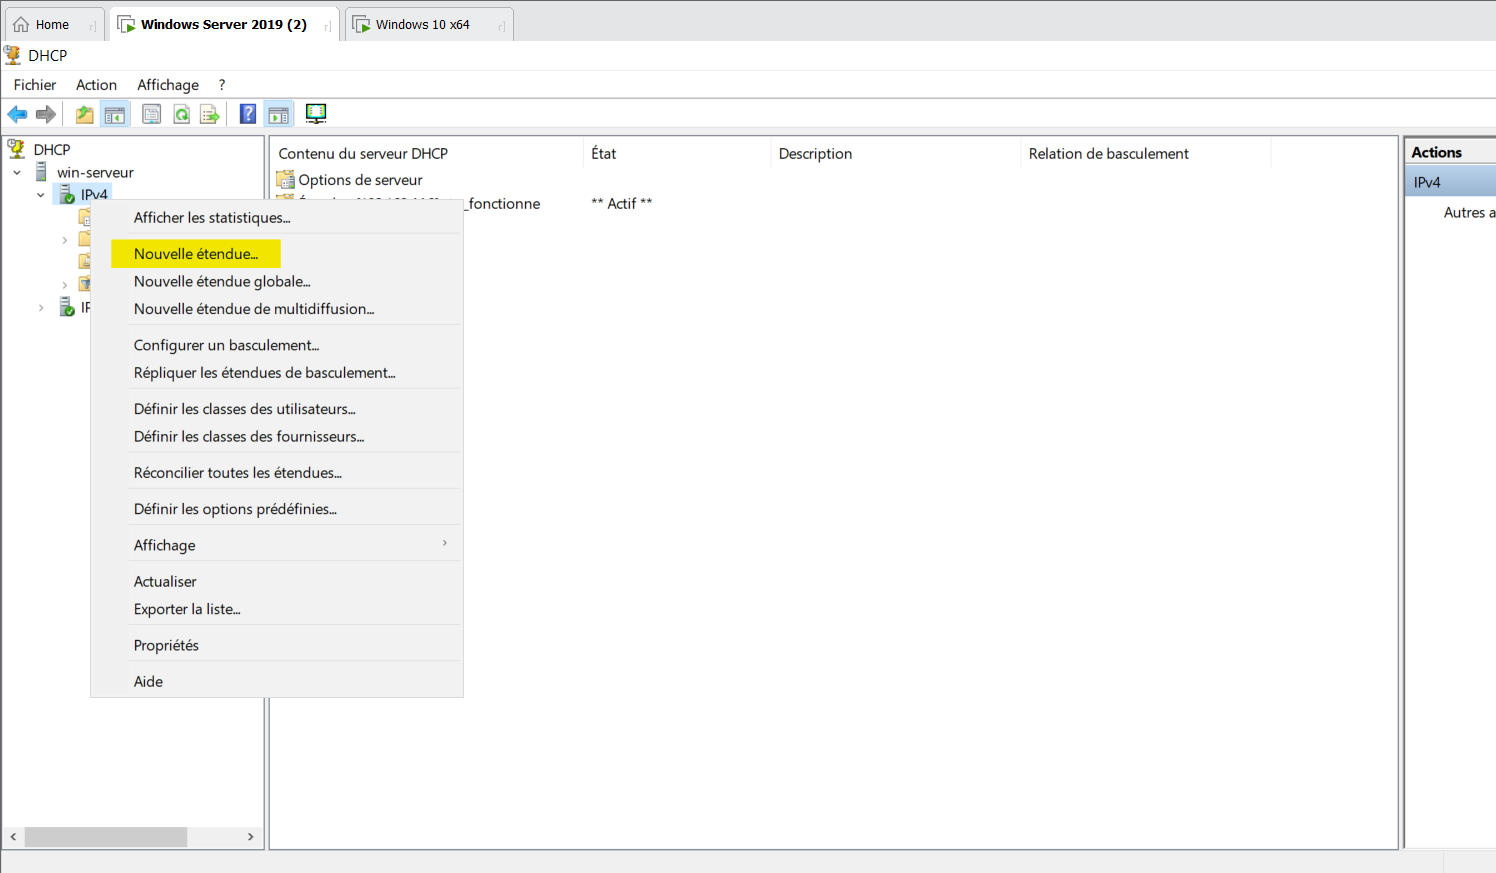 Home
Windows Server 2019 (2)
Windows 10 x64
DHCP
Fichier Action Affichage ?
DHCP
win-serveur
IPv4
Contenu du serveur DHCP État Description Relation de basculement
Options de serveur
_fonctionne ** Actif **
Afficher les statistiques...
Nouvelle étendue...
Nouvelle étendue globale...
Nouvelle étendue de multidiffusion...
Configurer un basculement...
Répliquer les étendues de basculement...
Définir les classes des utilisateurs...
Définir les classes des fournisseurs...
Réconcilier toutes les étendues...
Définir les options prédéfinies...
Affichage
Actualiser
Exporter la liste...
Propriétés
Aide
Actions
IPv4
Autres a